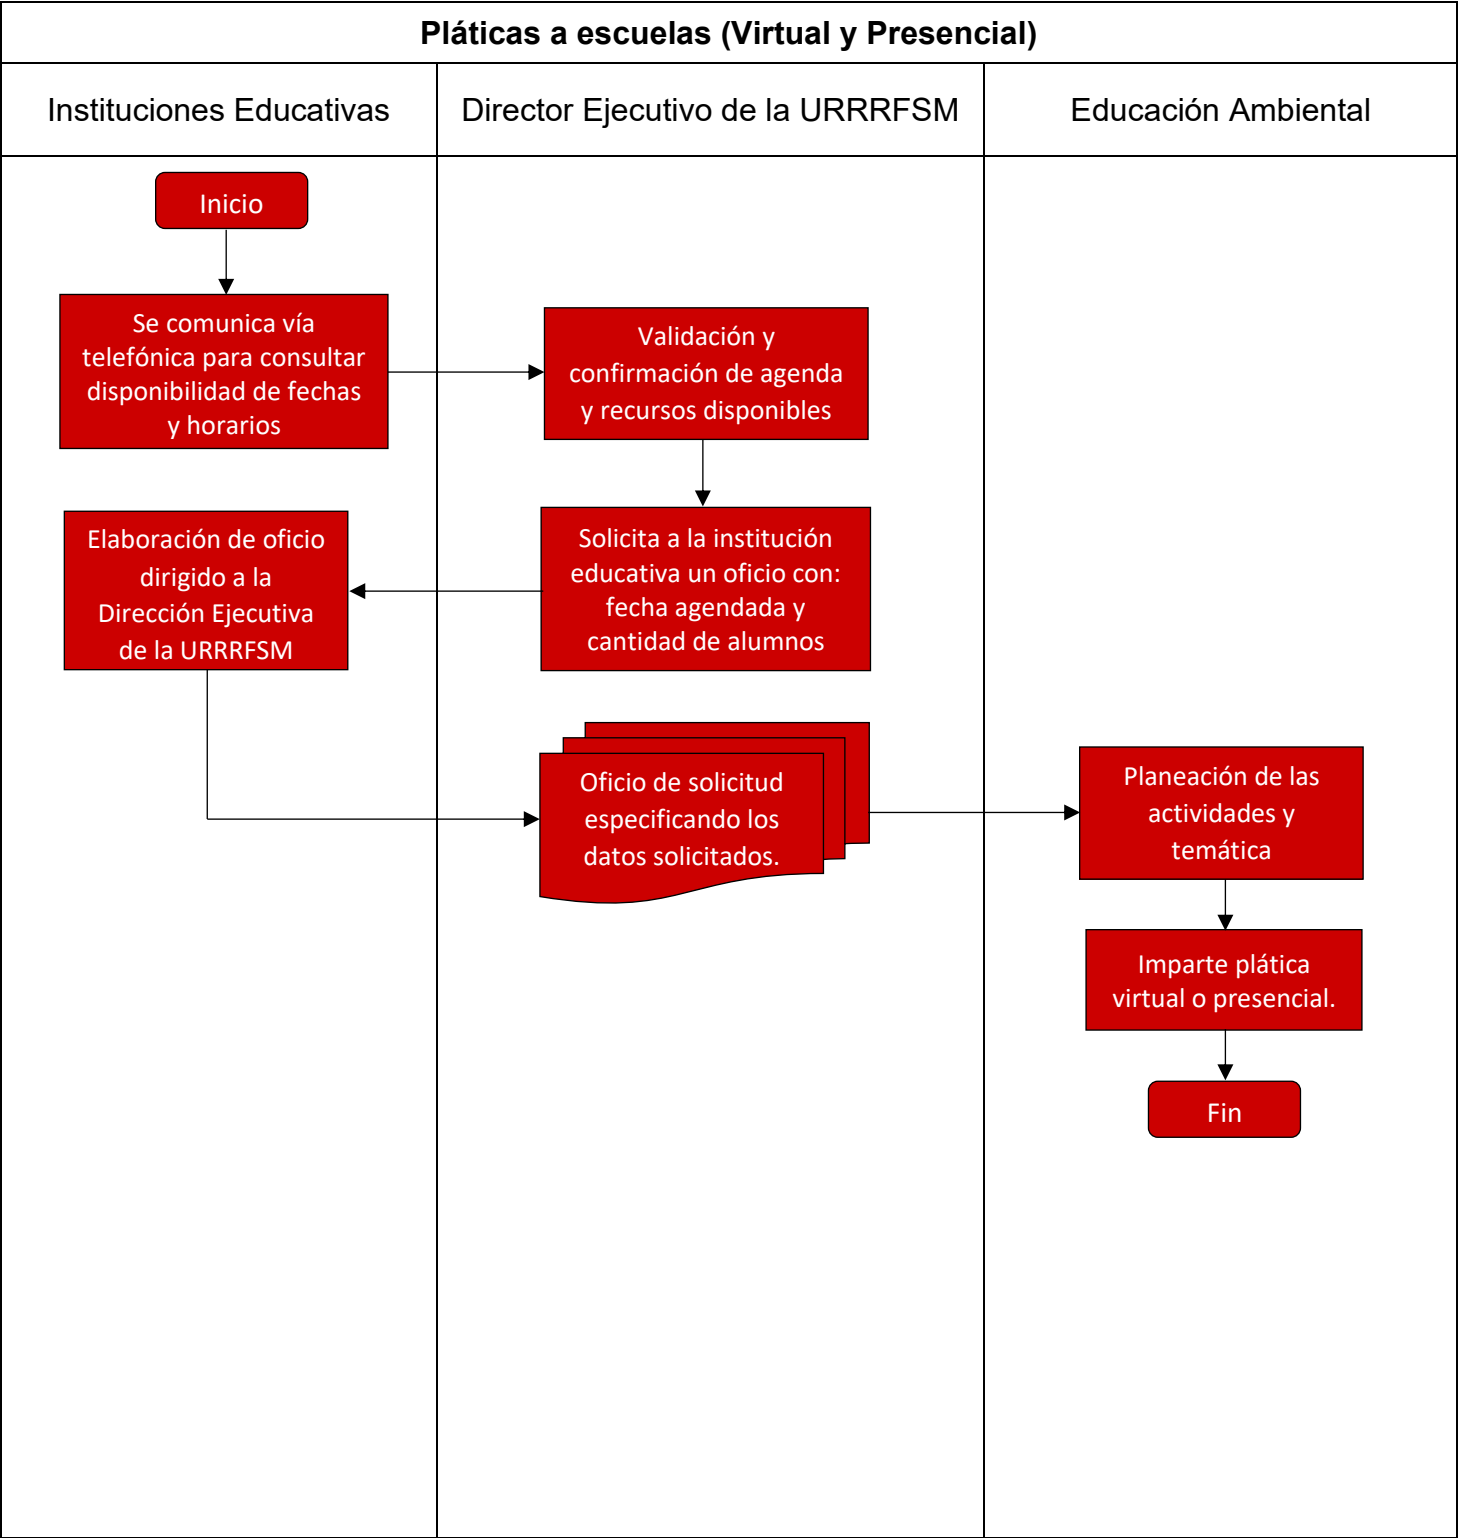 Pláticas a escuelas (Virtual y Presencial)
Instituciones Educativas
Director Ejecutivo de la URRRFSM
Educación Ambiental
Inicio
Se comunica vía
telefónica para consultar
disponibilidad de fechas
y horarios
Validación y
confirmación de agenda
y recursos disponibles
Solicita a la institución
educativa un oficio con:
fecha agendada y
cantidad de alumnos
Elaboración de oficio
dirigido a la
Dirección Ejecutiva
de la URRRFSM
Oficio de solicitud
especificando los
datos solicitados.
Planeación de las
actividades y
temática
Imparte plática
virtual o presencial.
Fin